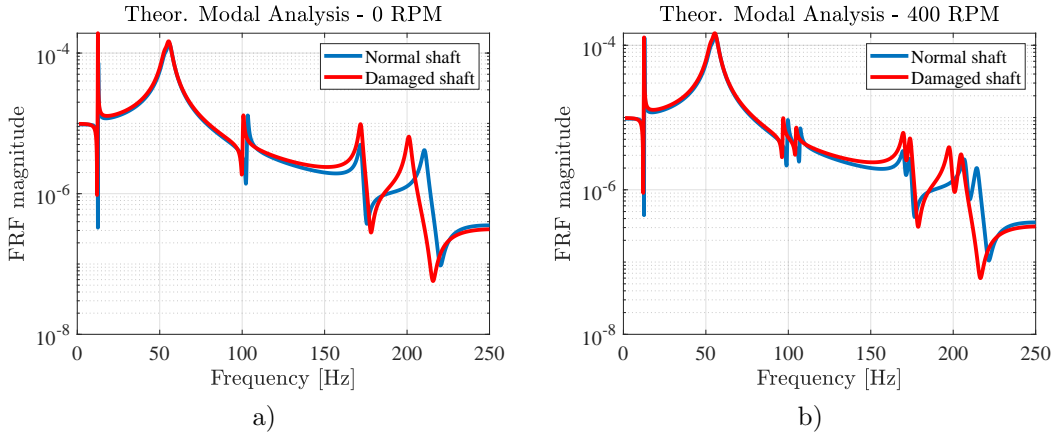 Theor. Modal Analysis - 0 RPM
Normal shaft
Damaged shaft
10^-4
10^-6
10^-8
FRF magnitude
0 50 100 150 200 250
Frequency [Hz]
a)
Theor. Modal Analysis - 400 RPM
Normal shaft
Damaged shaft
10^-4
10^-6
10^-8
FRF magnitude
0 50 100 150 200 250
Frequency [Hz]
b)